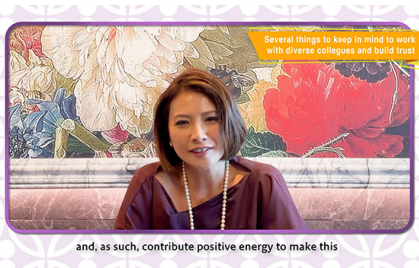 Several things to keep in mind to work
with diverse collegues and build trust
and, as such, contribute positive energy to make this